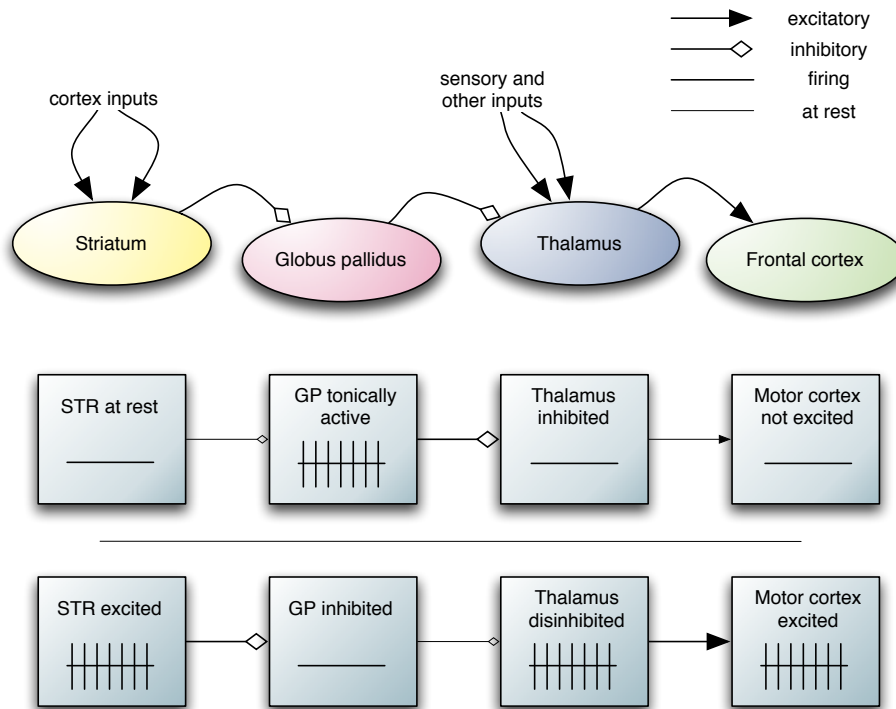 excitatory
inhibitory
firing
at rest
cortex inputs
sensory and
other inputs
Striatum
Globus pallidus
Thalamus
Frontal cortex
STR at rest
GP tonically
active
Thalamus
inhibited
Motor cortex
not excited
STR excited
GP inhibited
Thalamus
disinhibited
Motor cortex
excited